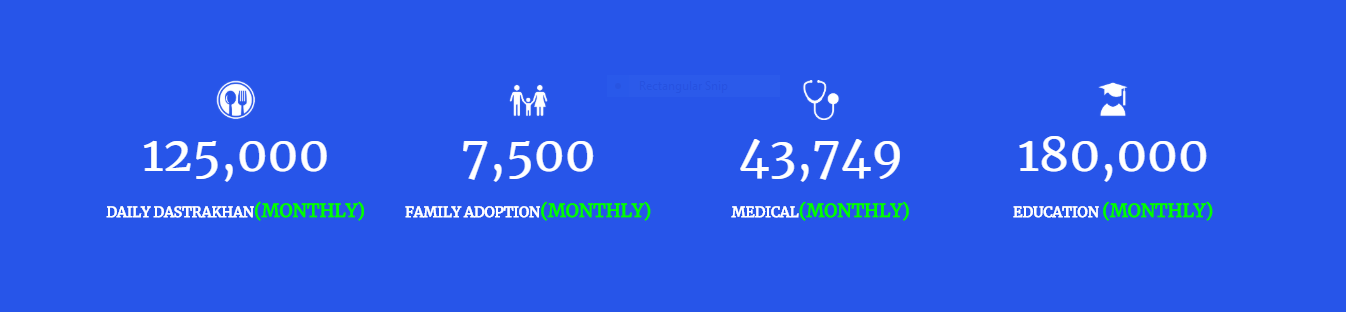 125,000
7,500
43,749
180,000
DAILY DASTRAKHAN(MONTHLY)
FAMILY ADOPTION(MONTHLY)
MEDICAL(MONTHLY)
EDUCATION (MONTHLY)